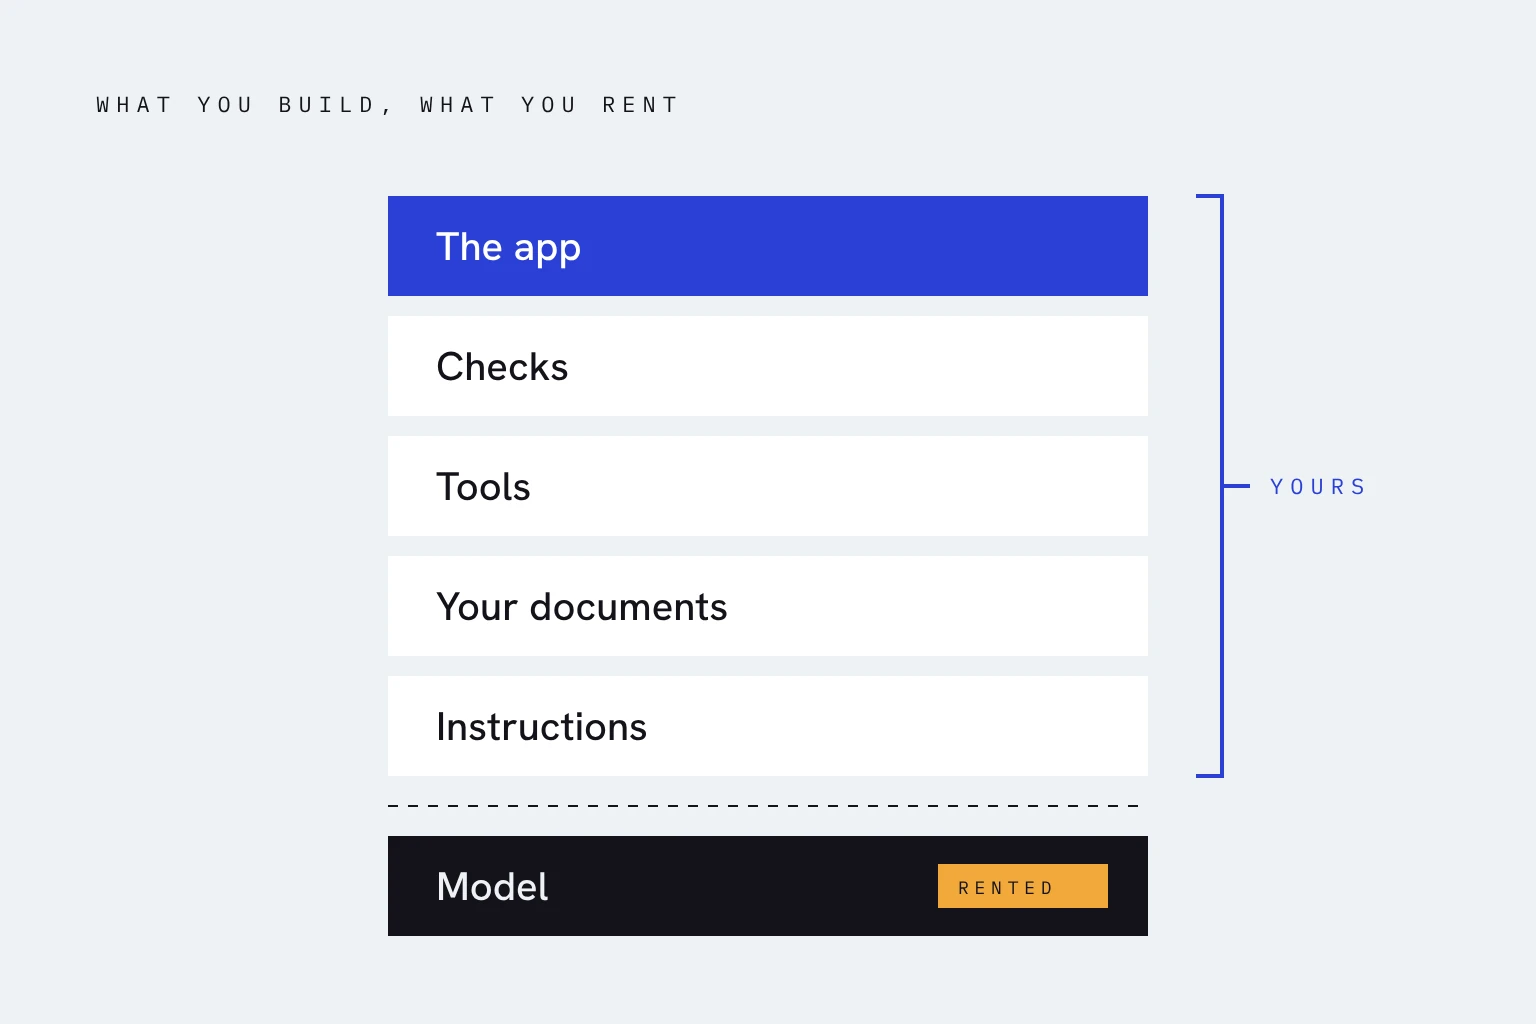 WHAT YOU BUILD, WHAT YOU RENT
The app
Checks
Tools
YOURS
Your documents
Instructions
Model
RENTED